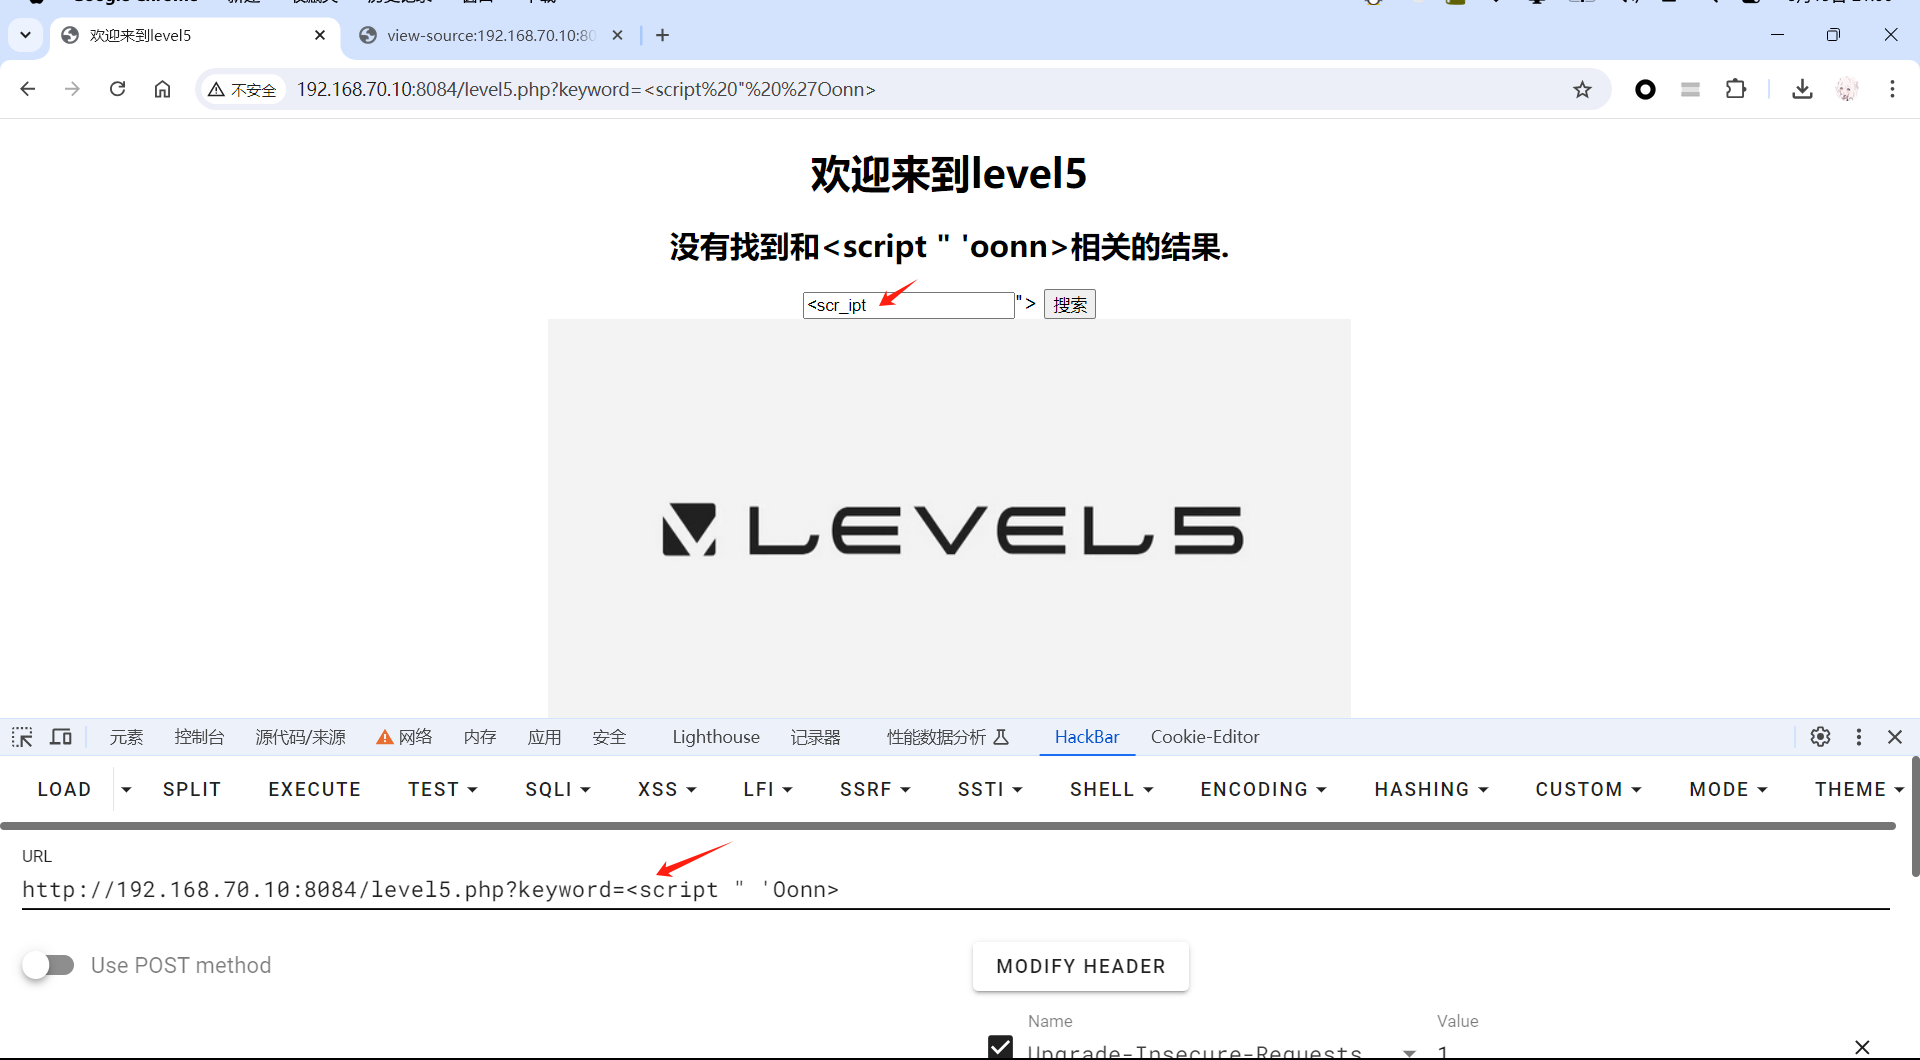 Google Chrome
欢迎来到level5
view-source:192.168.70.10:80
不安全
192.168.70.10:8084/level5.php?keyword=<script%20"%20%27Oonn>
欢迎来到level5
没有找到和<script " 'oonn>相关的结果.
<scr_ipt
"> 搜索
LEVEL5
元素 控制台 源代码/来源 网络 内存 应用 安全 Lighthouse 记录器 性能数据分析 HackBar Cookie-Editor
LOAD SPLIT EXECUTE TEST SQLI XSS LFI SSRF SSTI SHELL ENCODING HASHING CUSTOM MODE THEME
URL
http://192.168.70.10:8084/level5.php?keyword=<script " 'Oonn>
Use POST method
MODIFY HEADER
Name Value
Upgrade-Insecure-Requests 1